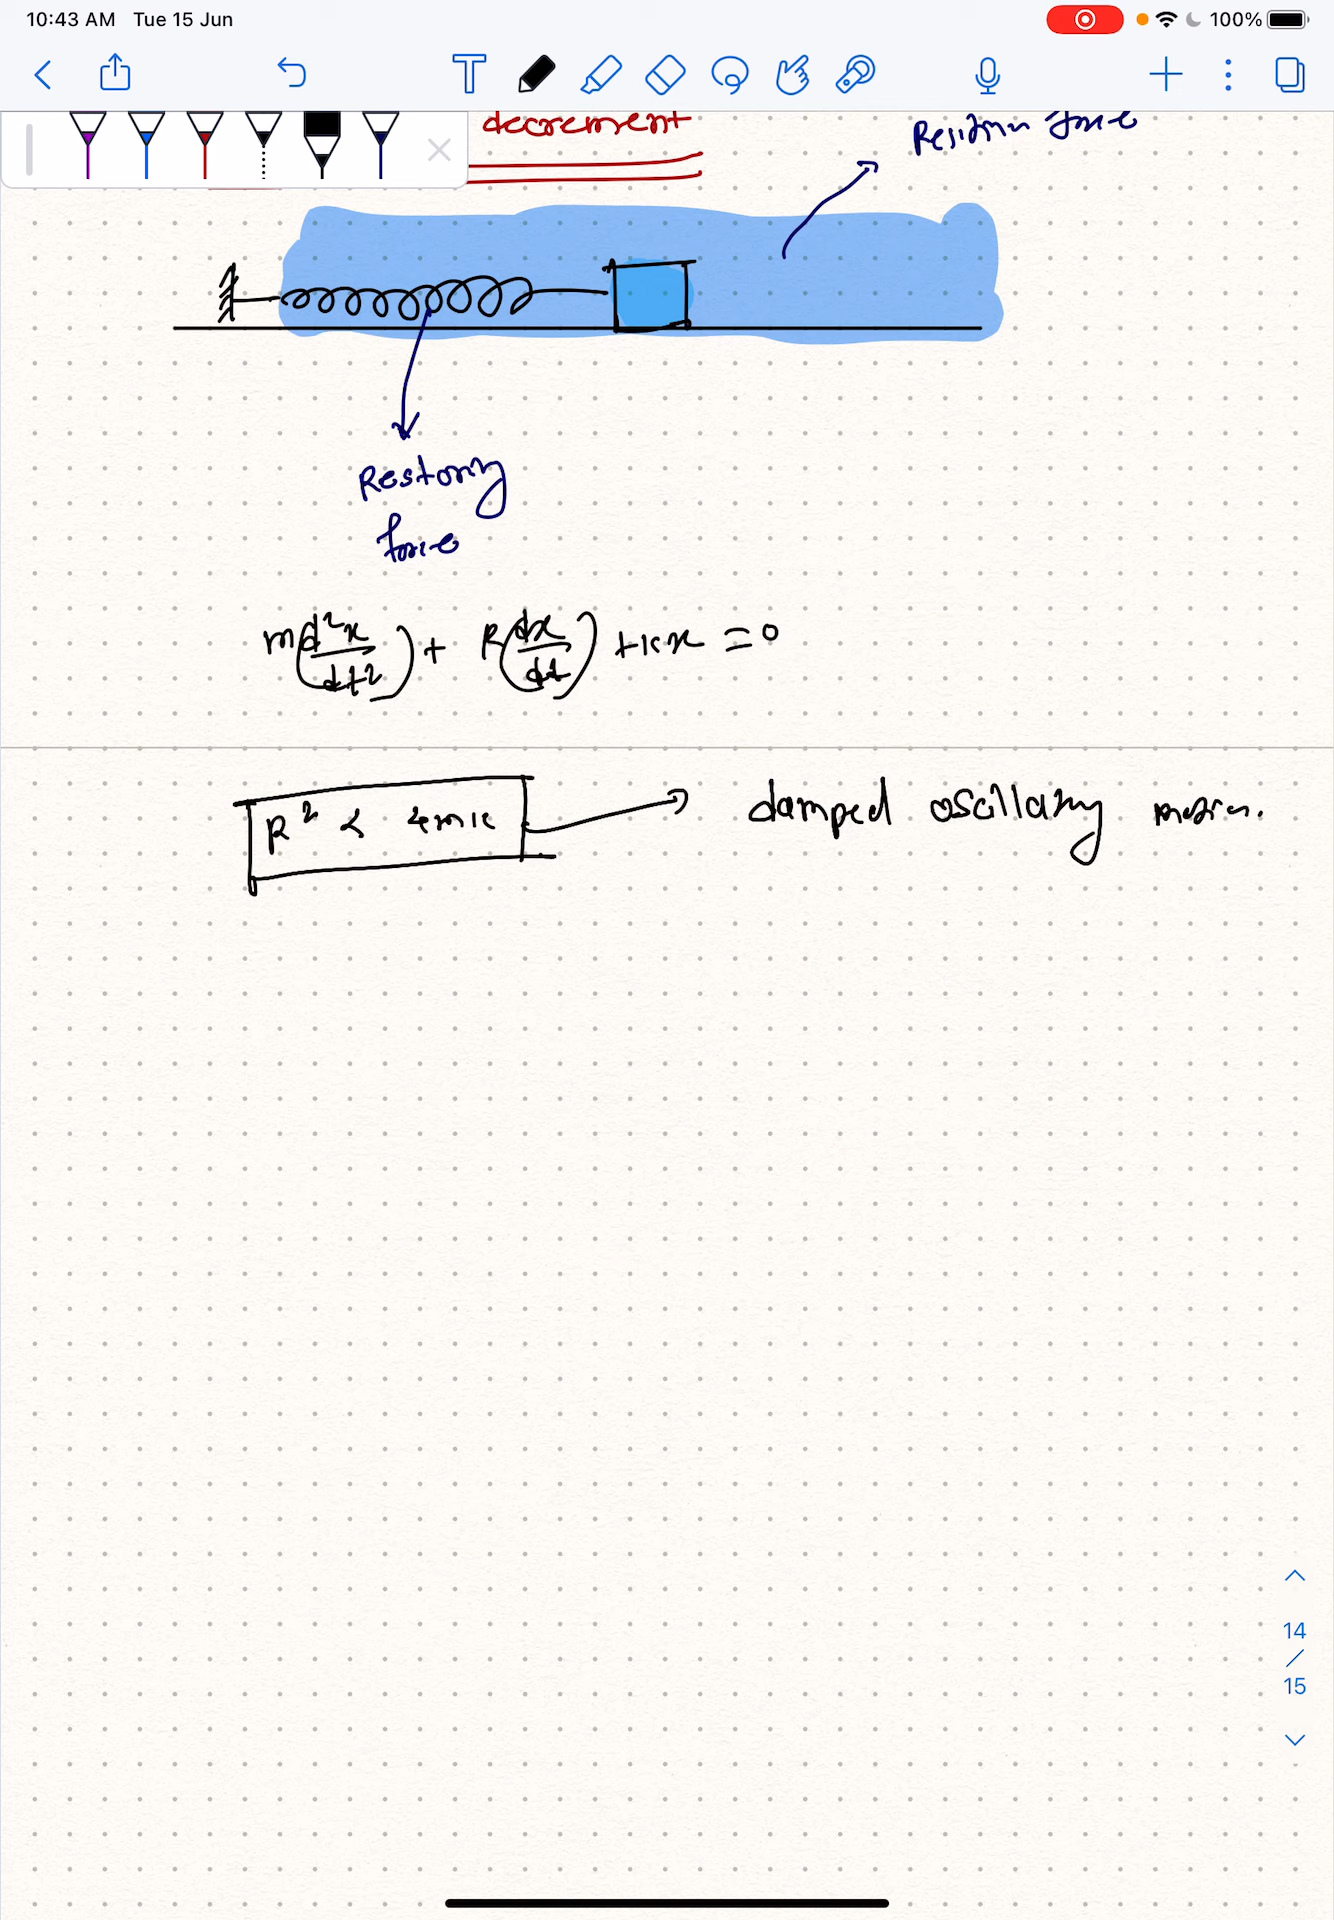 10:43 AM Tue 15 Jun
100%
decrement
force
Restoring
force
m(d²x/dt²) + R(dx/dt) + kx = 0
R² < 4mk
damped oscillatory motion.
14
/
15